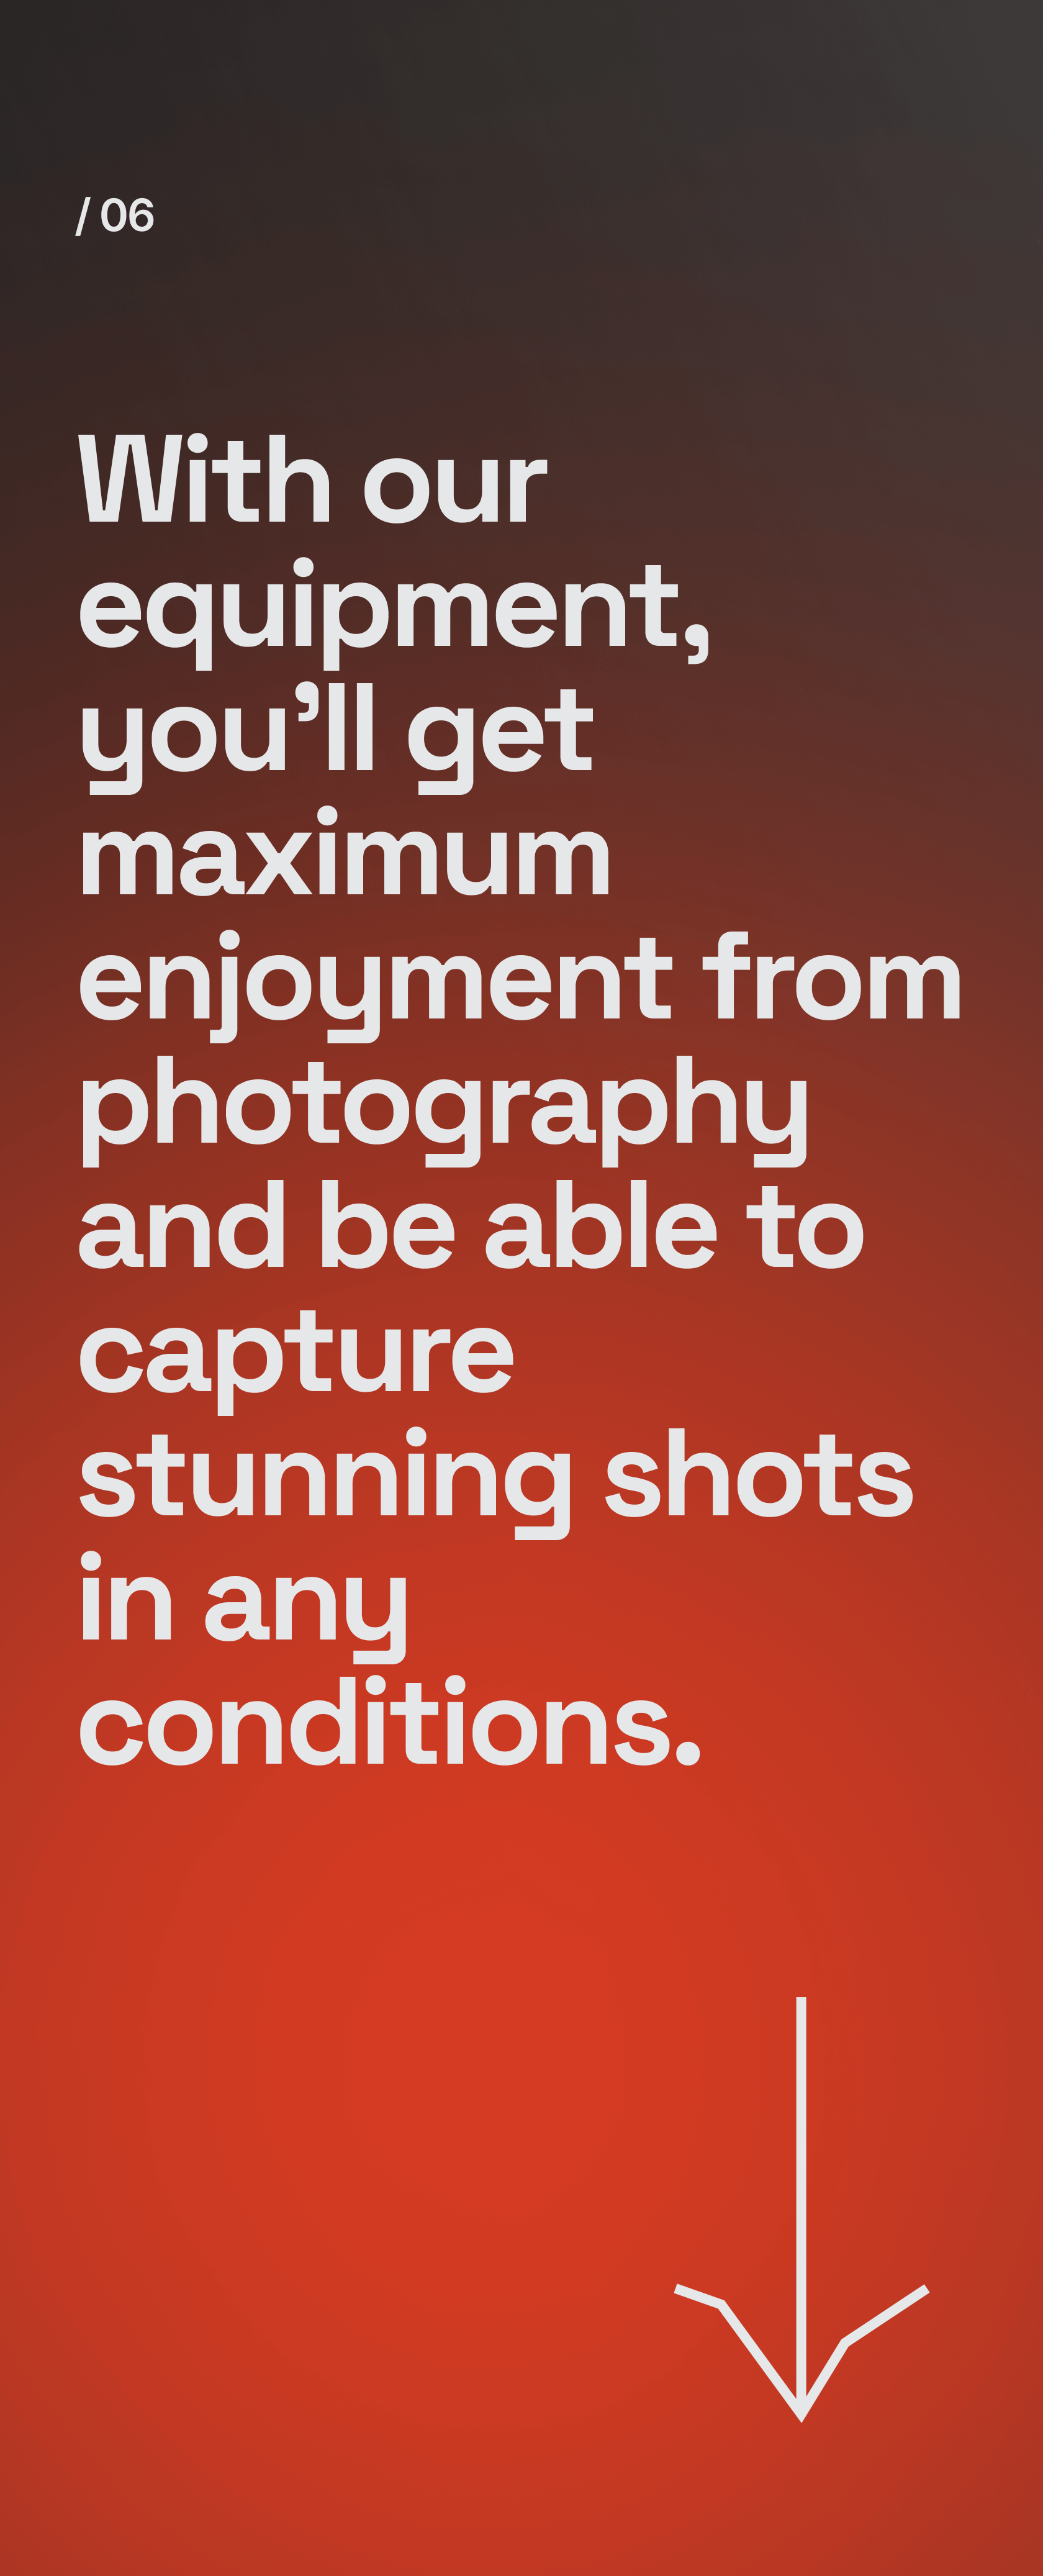 / 06
With our
equipment,
you’ll get
maximum
enjoyment from
photography
and be able to
capture
stunning shots
in any
conditions.